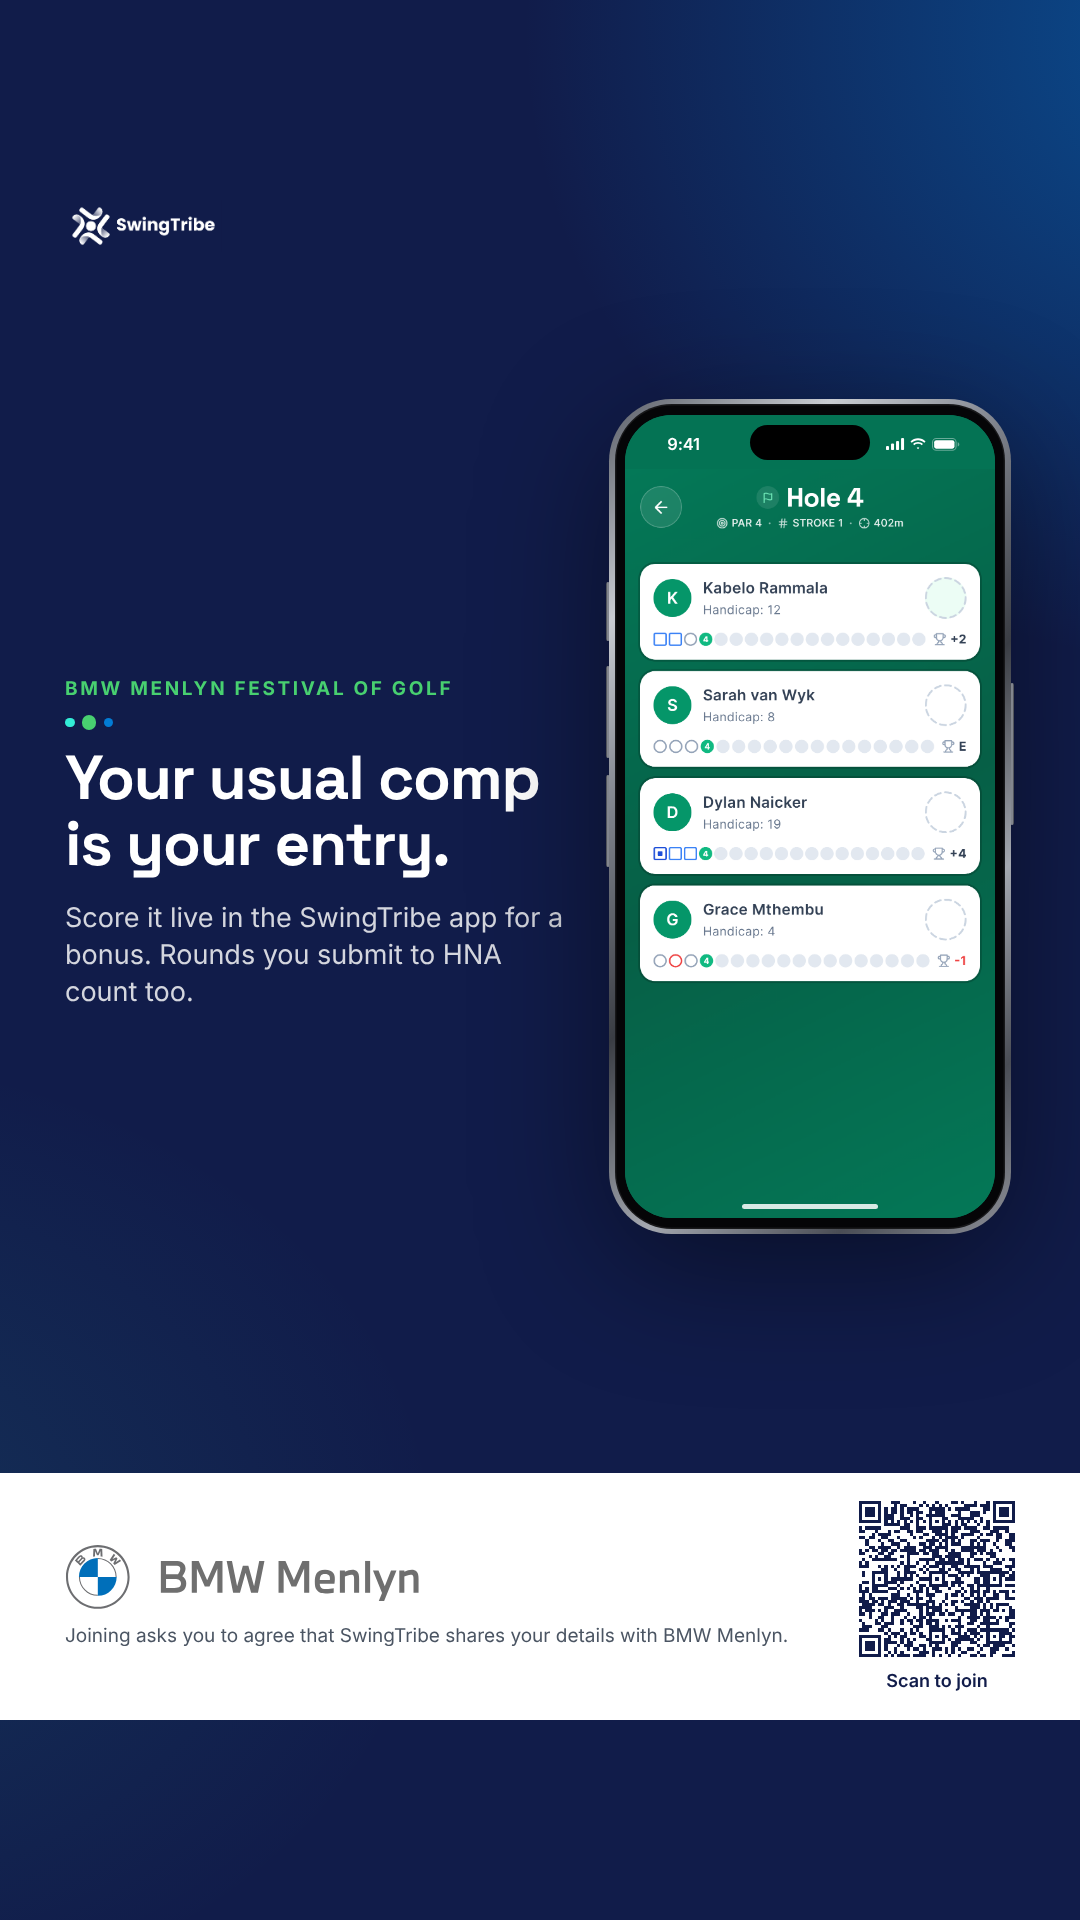 SwingTribe
BMW MENLYN FESTIVAL OF GOLF
Your usual comp
is your entry.
Score it live in the SwingTribe app for a
bonus. Rounds you submit to HNA
count too.
9:41
Hole 4
PAR 4 · # STROKE 1 · 402m
K
Kabelo Rammala
Handicap: 12
4
+2
S
Sarah van Wyk
Handicap: 8
4
E
D
Dylan Naicker
Handicap: 19
4
+4
G
Grace Mthembu
Handicap: 4
4
-1
BMW
BMW Menlyn
Joining asks you to agree that SwingTribe shares your details with BMW Menlyn.
Scan to join